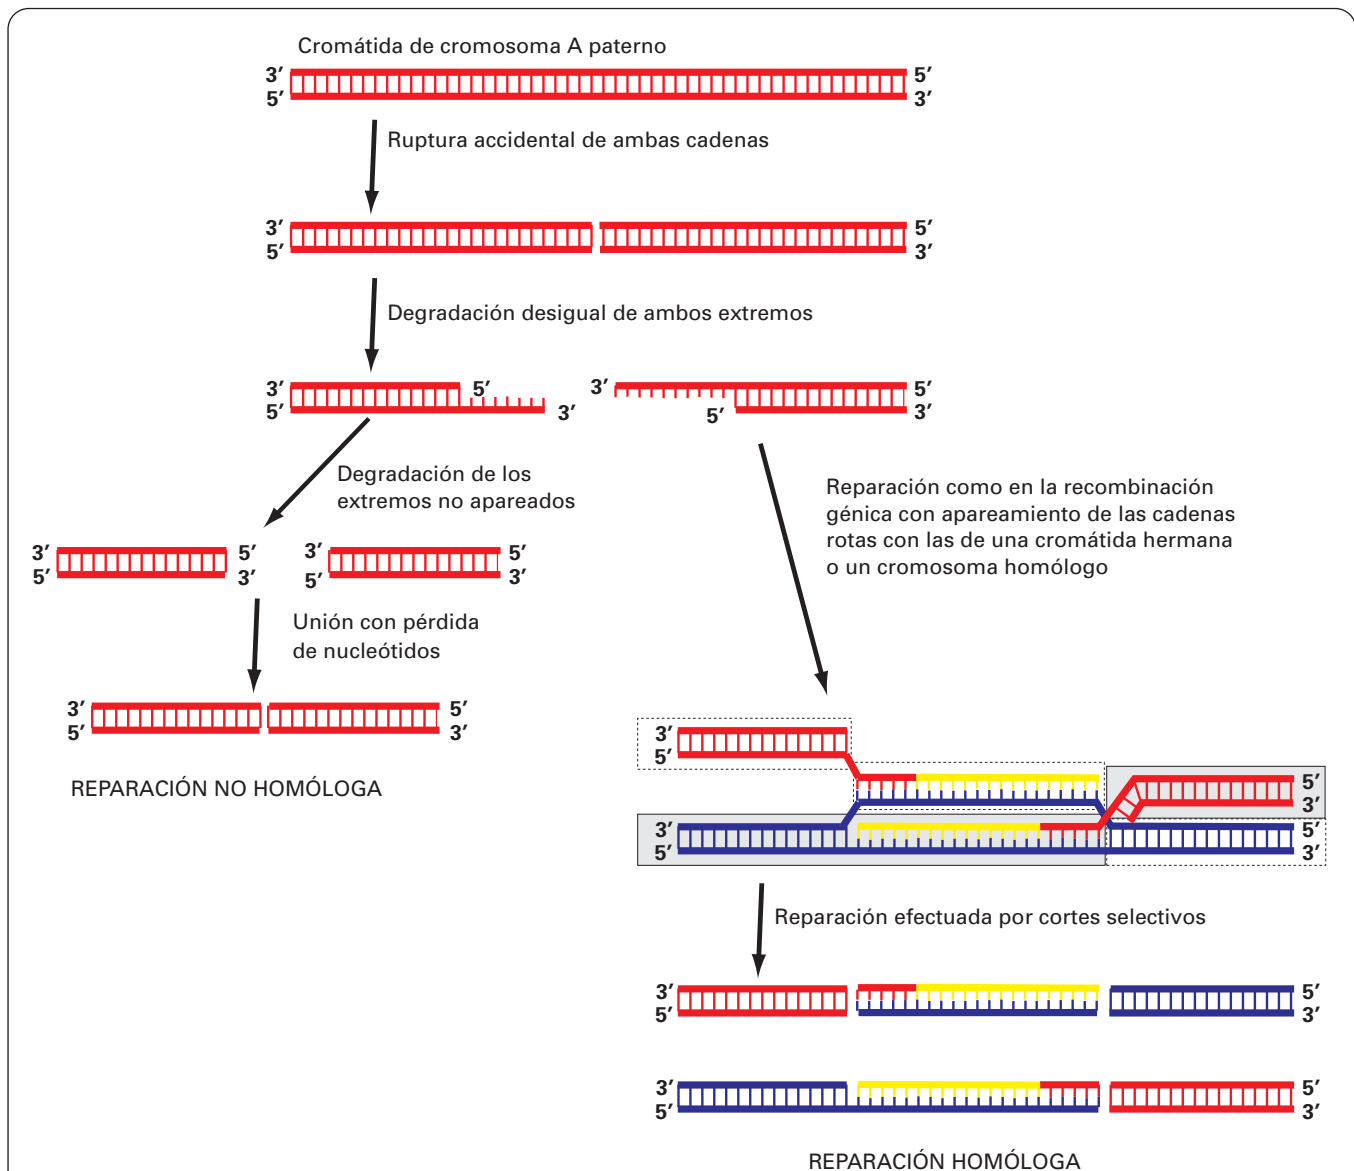 Cromátida de cromosoma A paterno
3′ 5′
5′ 3′
Ruptura accidental de ambas cadenas
3′ 5′
5′ 3′
Degradación desigual de ambos extremos
3′ 5′ 3′ 5′
5′ 3′ 5′ 3′
Degradación de los
extremos no apareados
Reparación como en la recombinación
génica con apareamiento de las cadenas
rotas con las de una cromátida hermana
o un cromosoma homólogo
3′ 5′ 3′ 5′
5′ 3′ 5′ 3′
Unión con pérdida
de nucleótidos
3′ 5′
5′ 3′
REPARACIÓN NO HOMÓLOGA
3′
5′
5′
3′
3′ 5′
5′ 3′
Reparación efectuada por cortes selectivos
3′ 5′
5′ 3′
3′ 5′
5′ 3′
REPARACIÓN HOMÓLOGA